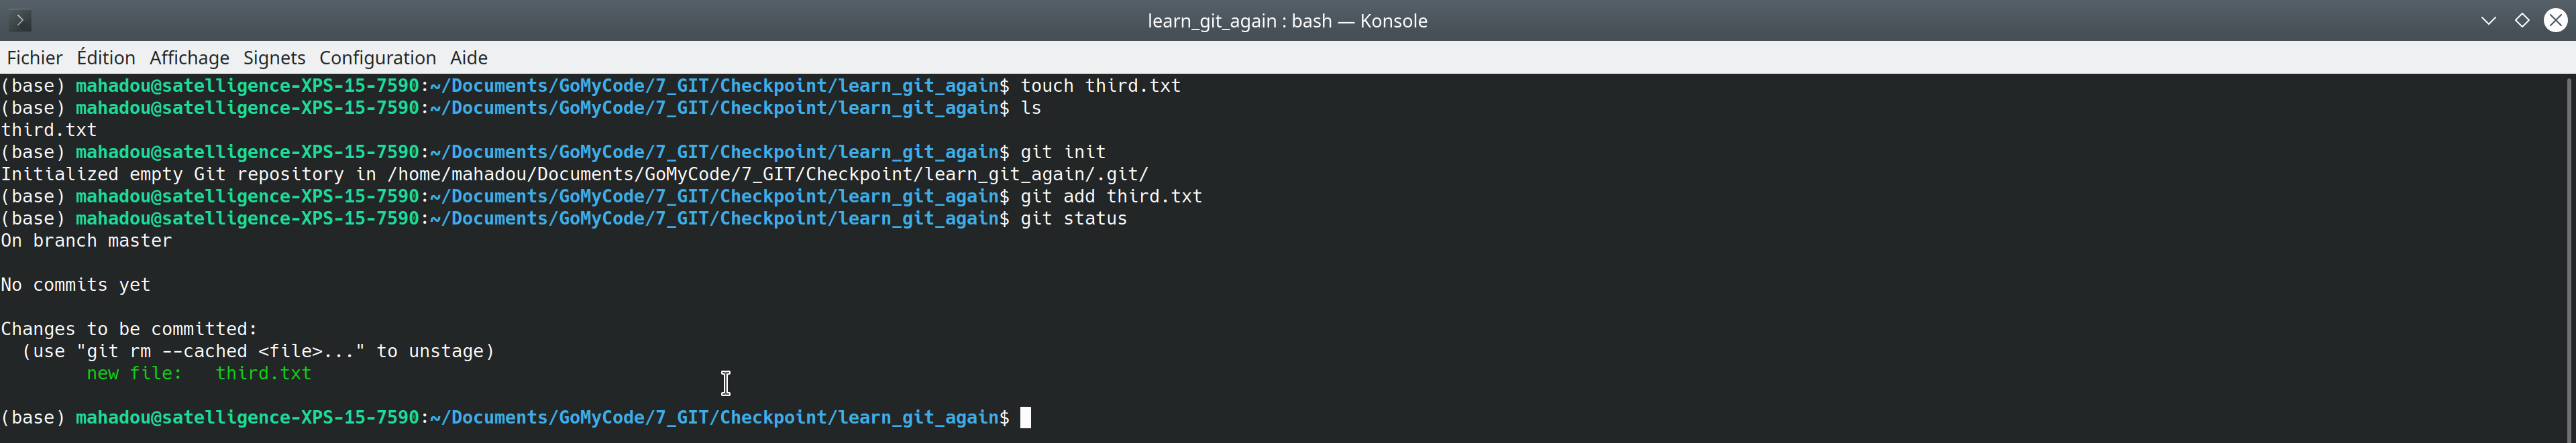 learn_git_again : bash — Konsole
Fichier Édition Affichage Signets Configuration Aide
(base) mahadou@satelligence-XPS-15-7590:~/Documents/GoMyCode/7_GIT/Checkpoint/learn_git_again$ touch third.txt
(base) mahadou@satelligence-XPS-15-7590:~/Documents/GoMyCode/7_GIT/Checkpoint/learn_git_again$ ls
third.txt
(base) mahadou@satelligence-XPS-15-7590:~/Documents/GoMyCode/7_GIT/Checkpoint/learn_git_again$ git init
Initialized empty Git repository in /home/mahadou/Documents/GoMyCode/7_GIT/Checkpoint/learn_git_again/.git/
(base) mahadou@satelligence-XPS-15-7590:~/Documents/GoMyCode/7_GIT/Checkpoint/learn_git_again$ git add third.txt
(base) mahadou@satelligence-XPS-15-7590:~/Documents/GoMyCode/7_GIT/Checkpoint/learn_git_again$ git status
On branch master
No commits yet
Changes to be committed:
  (use "git rm --cached <file>..." to unstage)
        new file:   third.txt
(base) mahadou@satelligence-XPS-15-7590:~/Documents/GoMyCode/7_GIT/Checkpoint/learn_git_again$